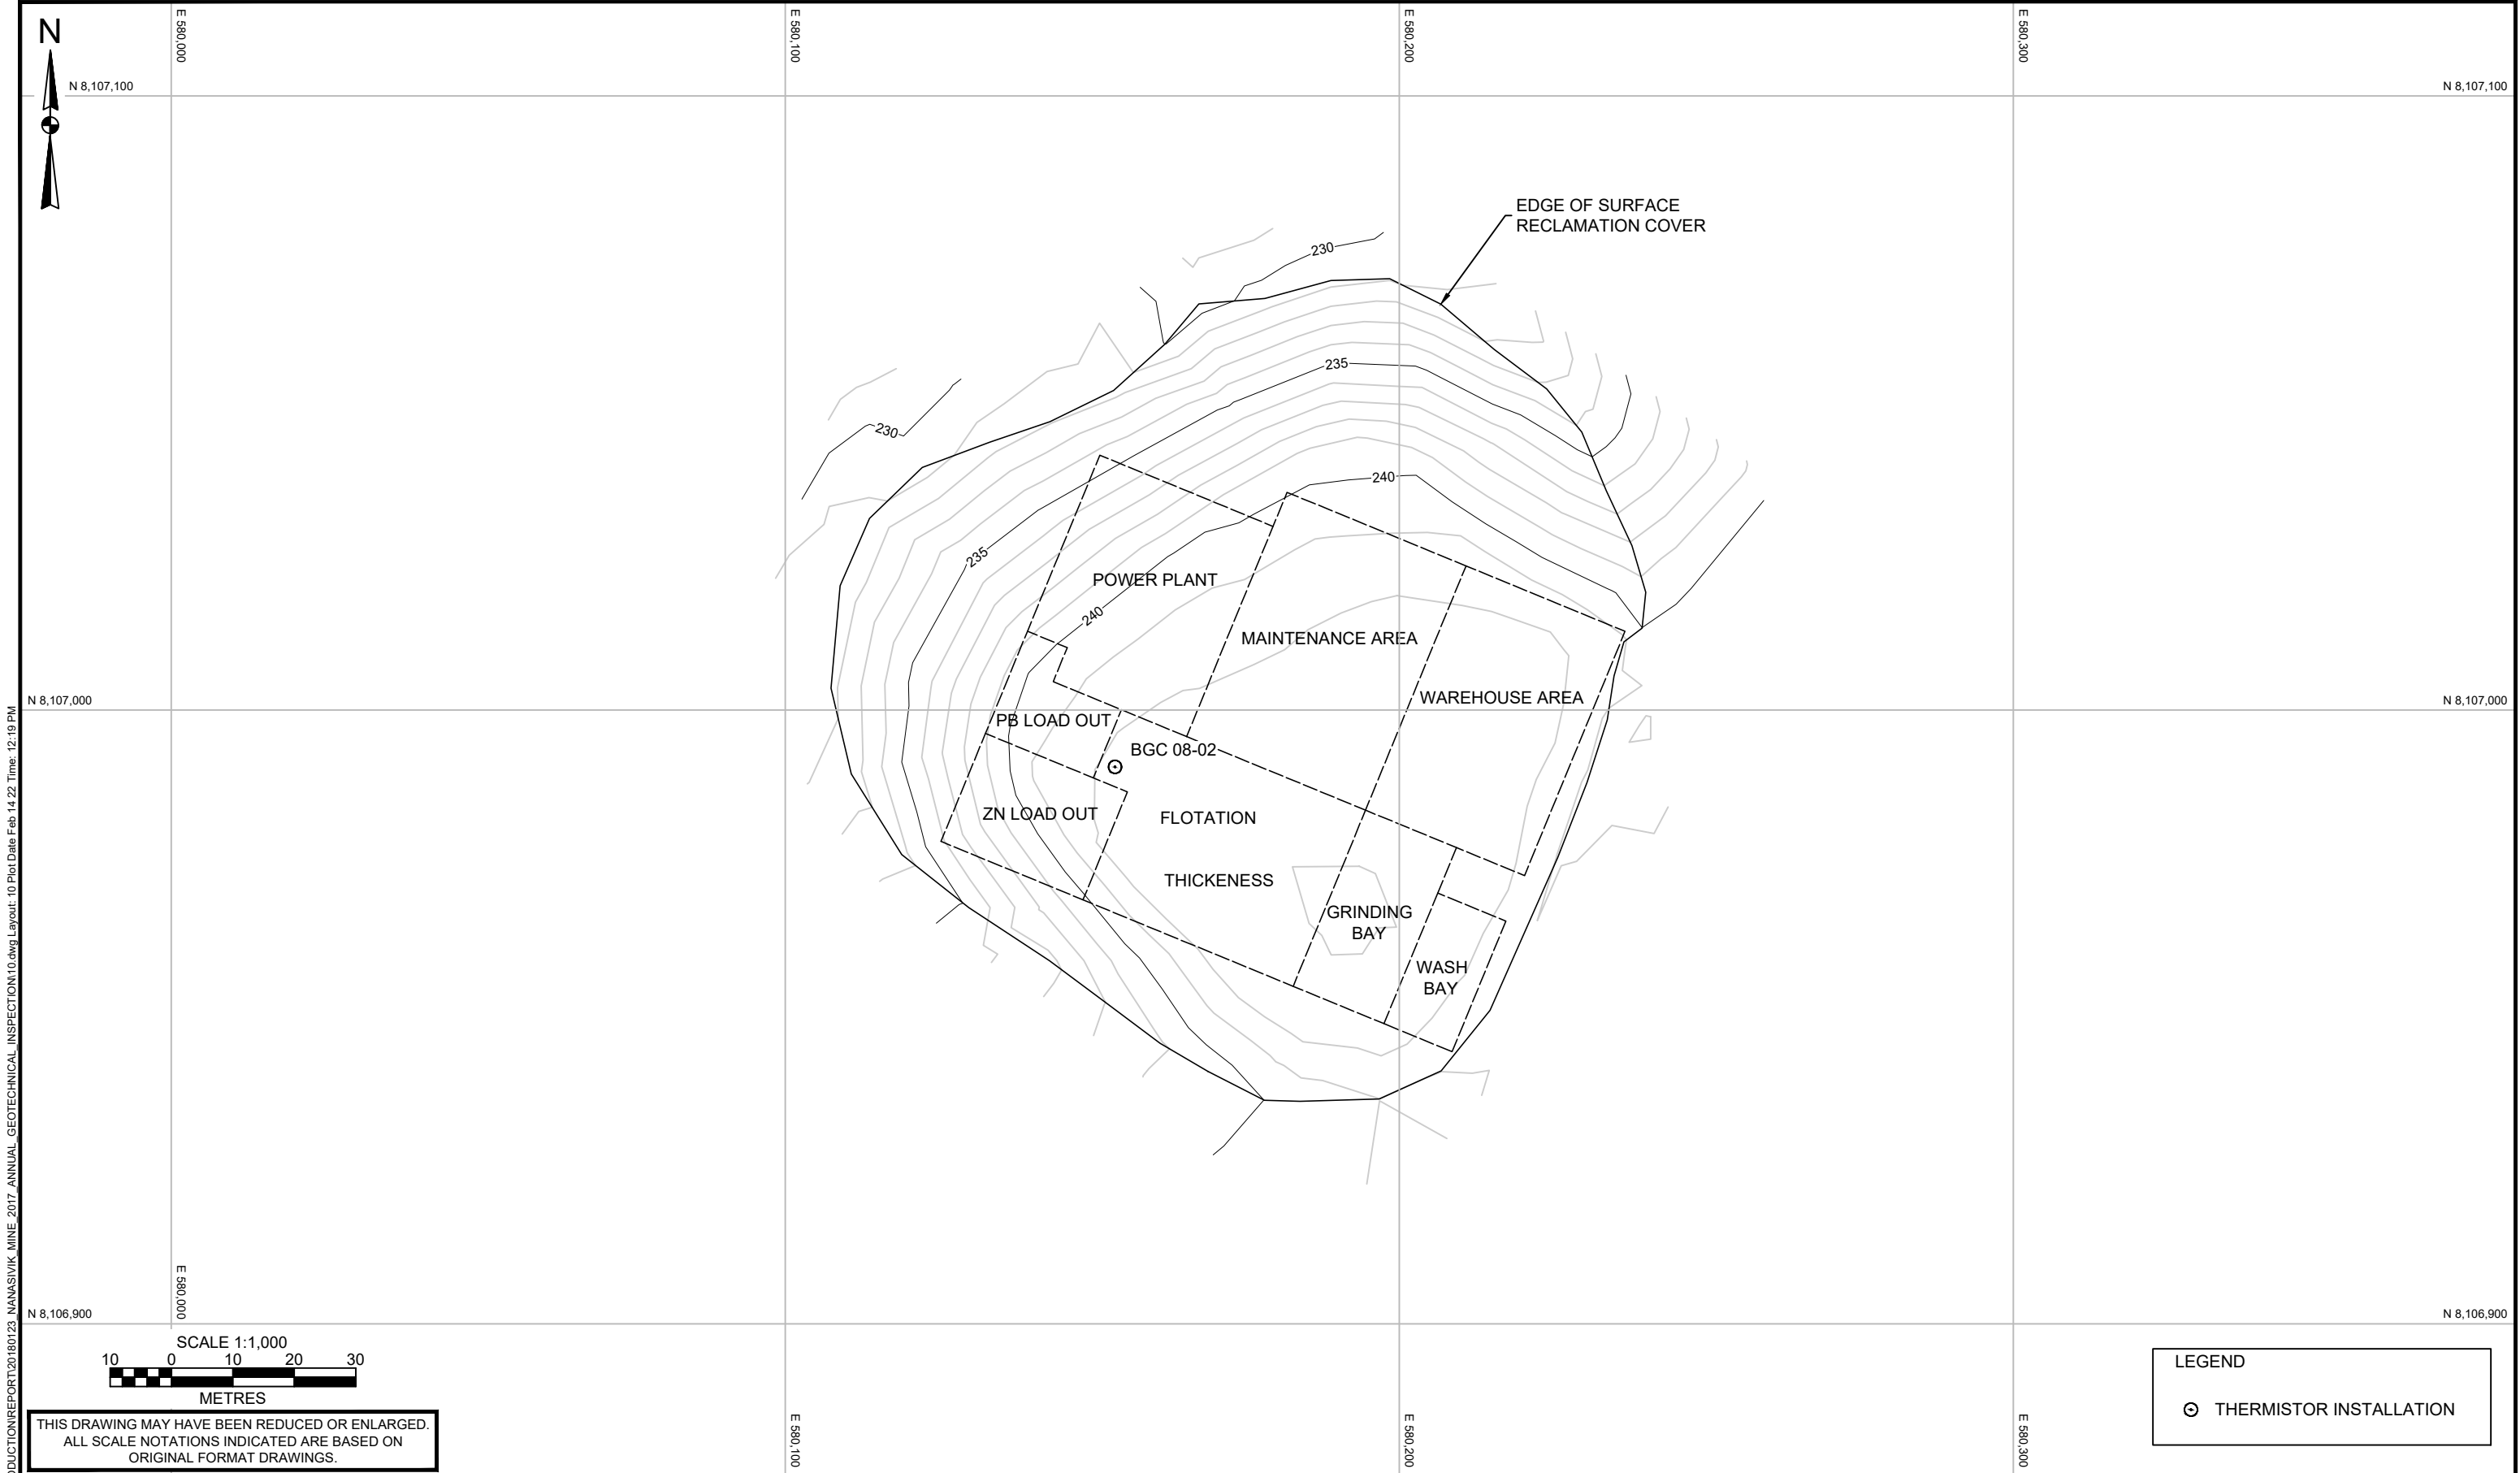 N
E 580,000
E 580,100
E 580,200
E 580,300
N 8,107,100
N 8,107,100
EDGE OF SURFACE
RECLAMATION COVER
230
235
230
240
235
POWER PLANT
240
MAINTENANCE AREA
WAREHOUSE AREA
N 8,107,000
N 8,107,000
PB LOAD OUT
BGC 08-02
ZN LOAD OUT
FLOTATION
THICKENESS
GRINDING
BAY
WASH
BAY
E 580,000
N 8,106,900
N 8,106,900
SCALE 1:1,000
10 0 10 20 30
METRES
THIS DRAWING MAY HAVE BEEN REDUCED OR ENLARGED.
ALL SCALE NOTATIONS INDICATED ARE BASED ON
ORIGINAL FORMAT DRAWINGS.
E 580,100
E 580,200
E 580,300
LEGEND
THERMISTOR INSTALLATION
ODUCTION\REPORT\20180123_NANASIVIK_MINE_2017_ANNUAL_GEOTECHNICAL_INSPECTION\10.dwg Layout: 10 Plot Date Feb 14 22 Time: 12:19 PM